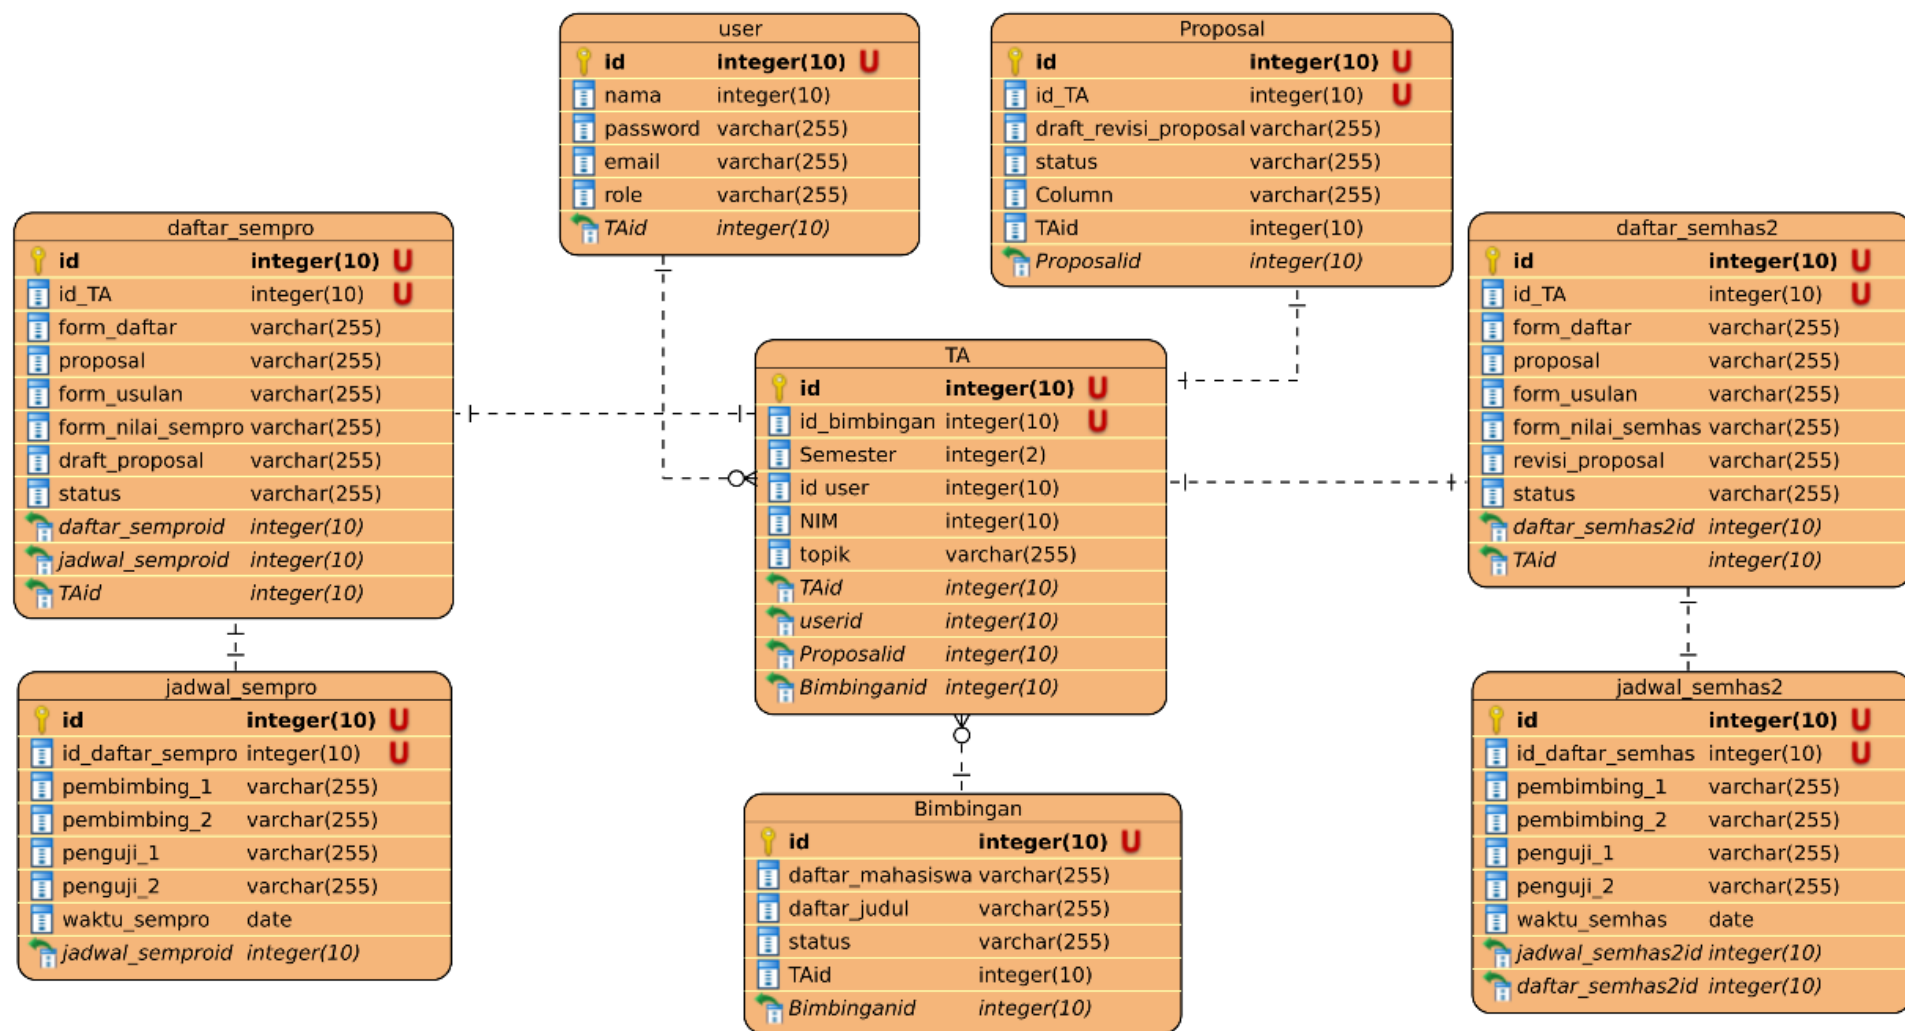 user
id integer(10) U
nama integer(10)
password varchar(255)
email varchar(255)
role varchar(255)
TAid integer(10)
Proposal
id integer(10) U
id_TA integer(10) U
draft_revisi_proposal varchar(255)
status varchar(255)
Column varchar(255)
TAid integer(10)
Proposalid integer(10)
daftar_sempro
id integer(10) U
id_TA integer(10) U
form_daftar varchar(255)
proposal varchar(255)
form_usulan varchar(255)
form_nilai_sempro varchar(255)
draft_proposal varchar(255)
status varchar(255)
daftar_semproid integer(10)
jadwal_semproid integer(10)
TAid integer(10)
TA
id integer(10) U
id_bimbingan integer(10) U
Semester integer(2)
id user integer(10)
NIM integer(10)
topik varchar(255)
TAid integer(10)
userid integer(10)
Proposalid integer(10)
Bimbinganid integer(10)
daftar_semhas2
id integer(10) U
id_TA integer(10) U
form_daftar varchar(255)
proposal varchar(255)
form_usulan varchar(255)
form_nilai_semhas varchar(255)
revisi_proposal varchar(255)
status varchar(255)
daftar_semhas2id integer(10)
TAid integer(10)
jadwal_sempro
id integer(10) U
id_daftar_sempro integer(10) U
pembimbing_1 varchar(255)
pembimbing_2 varchar(255)
penguji_1 varchar(255)
penguji_2 varchar(255)
waktu_sempro date
jadwal_semproid integer(10)
Bimbingan
id integer(10) U
daftar_mahasiswa varchar(255)
daftar_judul varchar(255)
status varchar(255)
TAid integer(10)
Bimbinganid integer(10)
jadwal_semhas2
id integer(10) U
id_daftar_semhas integer(10) U
pembimbing_1 varchar(255)
pembimbing_2 varchar(255)
penguji_1 varchar(255)
penguji_2 varchar(255)
waktu_semhas date
jadwal_semhas2id integer(10)
daftar_semhas2id integer(10)